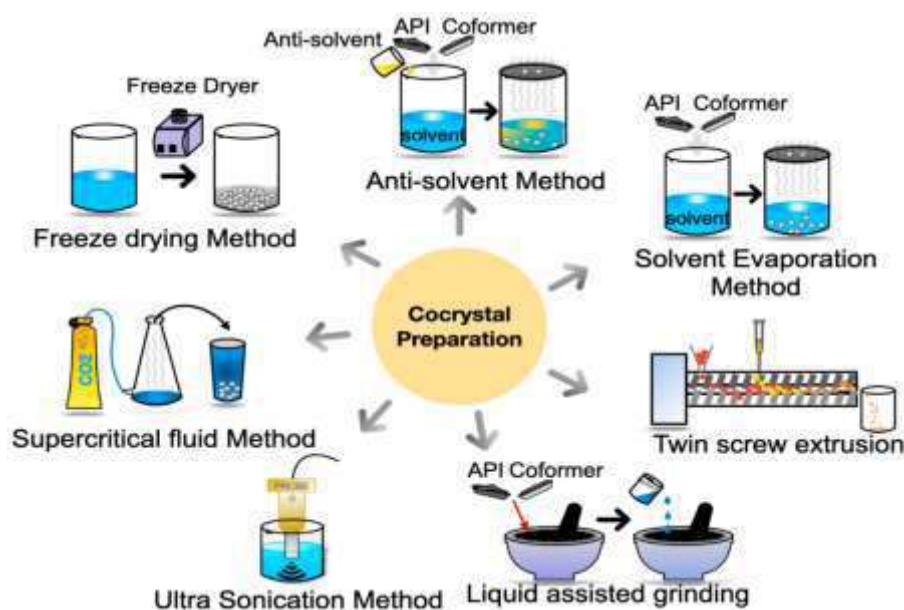 Anti-solvent
API Coformer
solvent
Anti-solvent Method
Freeze Dryer
Freeze drying Method
API Coformer
solvent
Solvent Evaporation
Method
Cocrystal
Preparation
CO2
Supercritical fluid Method
Twin screw extrusion
Ultra Sonication Method
API Coformer
Liquid assisted grinding